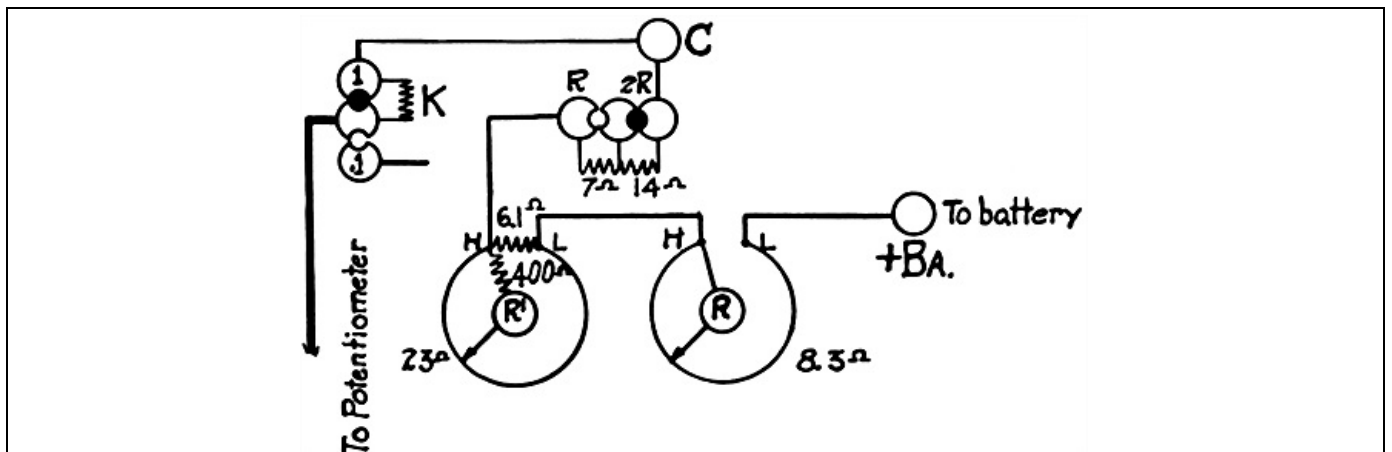 C
1
K
R 2R
.1
7Ω 14Ω
6.1Ω
H L
400Ω
R'
23Ω
H L
R
8.3Ω
To battery
+BA.
To Potentiometer